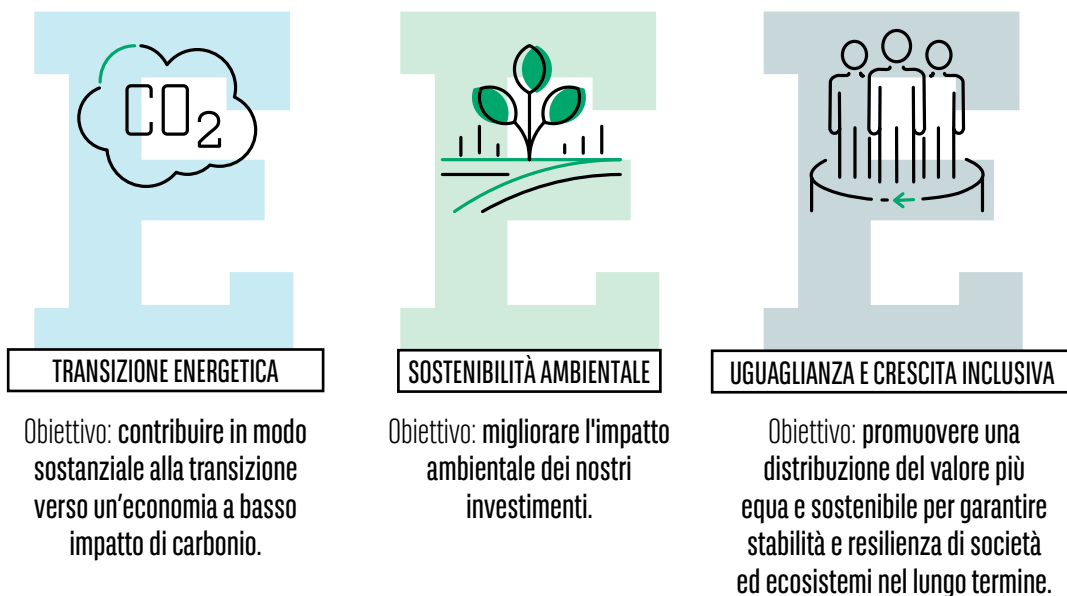 E
CO2
TRANSIZIONE ENERGETICA
Obiettivo: contribuire in modo
sostanziale alla transizione
verso un’economia a basso
impatto di carbonio.
E
SOSTENIBILITÀ AMBIENTALE
Obiettivo: migliorare l'impatto
ambientale dei nostri
investimenti.
E
UGUAGLIANZA E CRESCITA INCLUSIVA
Obiettivo: promuovere una
distribuzione del valore più
equa e sostenibile per garantire
stabilità e resilienza di società
ed ecosistemi nel lungo termine.